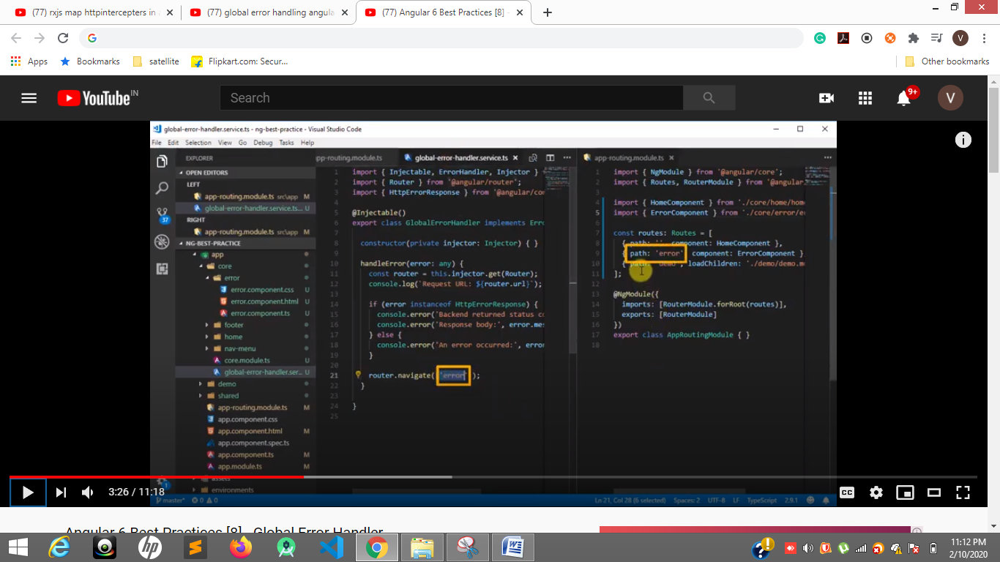 (77) rxjs map httpintercepters in a
(77) global error handling angula
(77) Angular 6 Best Practices [8] -
Apps
Bookmarks
satellite
Flipkart.com: Secur...
Other bookmarks
V
YouTube IN
Search
9+
V
global-error-handler.service.ts - ng-best-practice - Visual Studio Code
File Edit Selection View Go Debug Tasks Help
EXPLORER
OPEN EDITORS
LEFT
app-routing.module.ts src\app M
global-error-handler.service.ts... U
RIGHT
app-routing.module.ts src\app M
NG-BEST-PRACTICE
app
core
error
error.component.css U
error.component.html U
error.component.ts U
footer
home
nav-menu
core.module.ts U
global-error-handler.ser... U
demo
shared
app-routing.module.ts M
app.component.css
app.component.html M
app.component.spec.ts
app.component.ts M
app.module.ts M
assets
environments
37
1
pp-routing.module.ts
global-error-handler.service.ts
1 import { Injectable, ErrorHandler, Injector }
2 import { Router } from '@angular/router';
3 import { HttpErrorResponse } from '@angular/co
4
5 @Injectable()
6 export class GlobalErrorHandler implements Erro
7
8 constructor(private injector: Injector) { }
9
10 handleError(error: any) {
11 const router = this.injector.get(Router);
12 console.log(`Request URL: ${router.url}`);
13
14 if (error instanceof HttpErrorResponse) {
15 console.error('Backend returned status co
16 console.error('Response body:', error.mes
17 } else {
18 console.error('An error occurred:', error
19 }
20
21 router.navigate( 'error' );
22 }
23
24 }
25
app-routing.module.ts
1 import { NgModule } from '@angular/core';
2 import { Routes, RouterModule } from '@angular
3
4 import { HomeComponent } from './core/home/hom
5 import { ErrorComponent } from './core/error/e
6
7 const routes: Routes = [
8 { path: '', component: HomeComponent },
9 { path: 'error', component: ErrorComponent }
10 { path: 'demo', loadChildren: './demo/demo.m
11 ];
12
13 @NgModule({
14 imports: [RouterModule.forRoot(routes)],
15 exports: [RouterModule]
16 })
17 export class AppRoutingModule { }
18
master* 0 0
Ln 21, Col 28 (6 selected) Spaces: 2 UTF-8 LF TypeScript 2.9.1
3:26 / 11:18
CC
Angular 6 Best Practices [8] - Global Error Handler
11:12 PM
2/10/2020